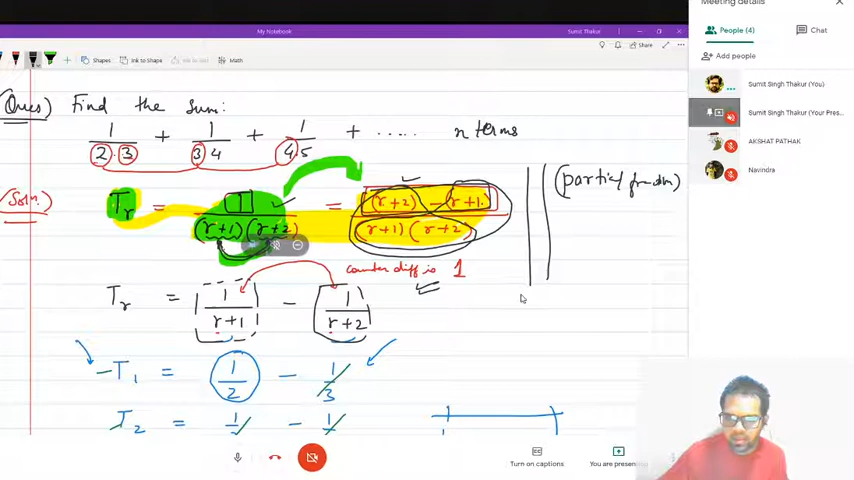 Meeting details
My Notebook
Sumit Thakur
Share
Shapes
Ink to Shape
Math
People (4)
Chat
Add people
Sumit Singh Thakur (You)
Sumit Singh Thakur (Your Pres...
AKSHAT PATHAK
Navindra
Ques) Find the sum:
1/2.3 + 1/3.4 + 1/4.5 + ..... n terms
Soln. Tr = 1/(r+1)(r+2) = (r+2) - (r+1)/(r+1)(r+2) (partial fraction)
counter diff is 1
Tr = 1/r+1 - 1/r+2
T1 = 1/2 - 1/3
T2 = 1/ - 1/
Turn on captions
You are presenting